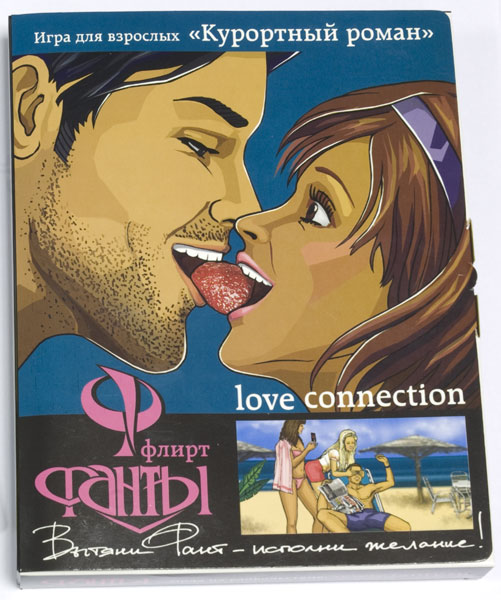 Игра для взрослых «Курортный роман»
love connection
флирт
Фанты
Вытяни Фант - исполни желание!